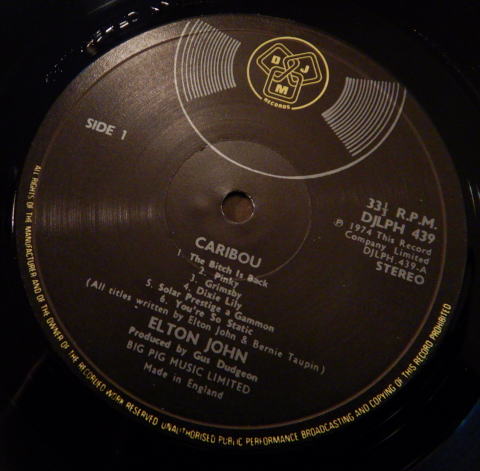 D
J
M
RECORDS
SIDE 1
33⅓ R.P.M.
DJLPH 439
℗ 1974 This Record
Company Limited
DJLPH 439-A
STEREO
CARIBOU
1. The Bitch Is Back
2. Pinky
3. Grimsby
4. Dixie Lily
5. Solar Prestige a Gammon
6. You're So Static
(All titles written by Elton John & Bernie Taupin)
ELTON JOHN
Produced by Gus Dudgeon
BIG PIG MUSIC LIMITED
Made in England
ALL RIGHTS OF THE MANUFACTURER AND OF THE OWNER OF THE RECORDED WORK RESERVED UNAUTHORISED PUBLIC PERFORMANCE BROADCASTING AND COPYING OF THIS RECORD PROHIBITED